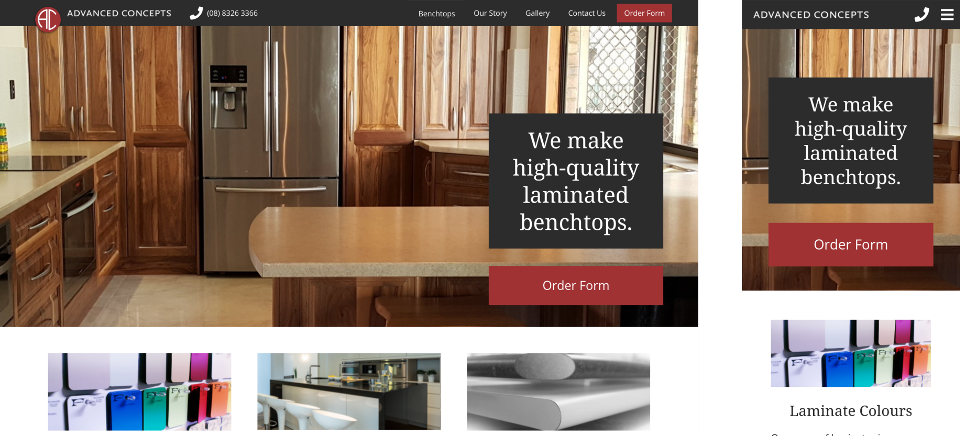 AC
ADVANCED CONCEPTS
(08) 8326 3366
Benchtops
Our Story
Gallery
Contact Us
Order Form
We make
high-quality
laminated
benchtops.
Order Form
ADVANCED CONCEPTS
We make
high-quality
laminated
benchtops.
Order Form
Laminate Colours